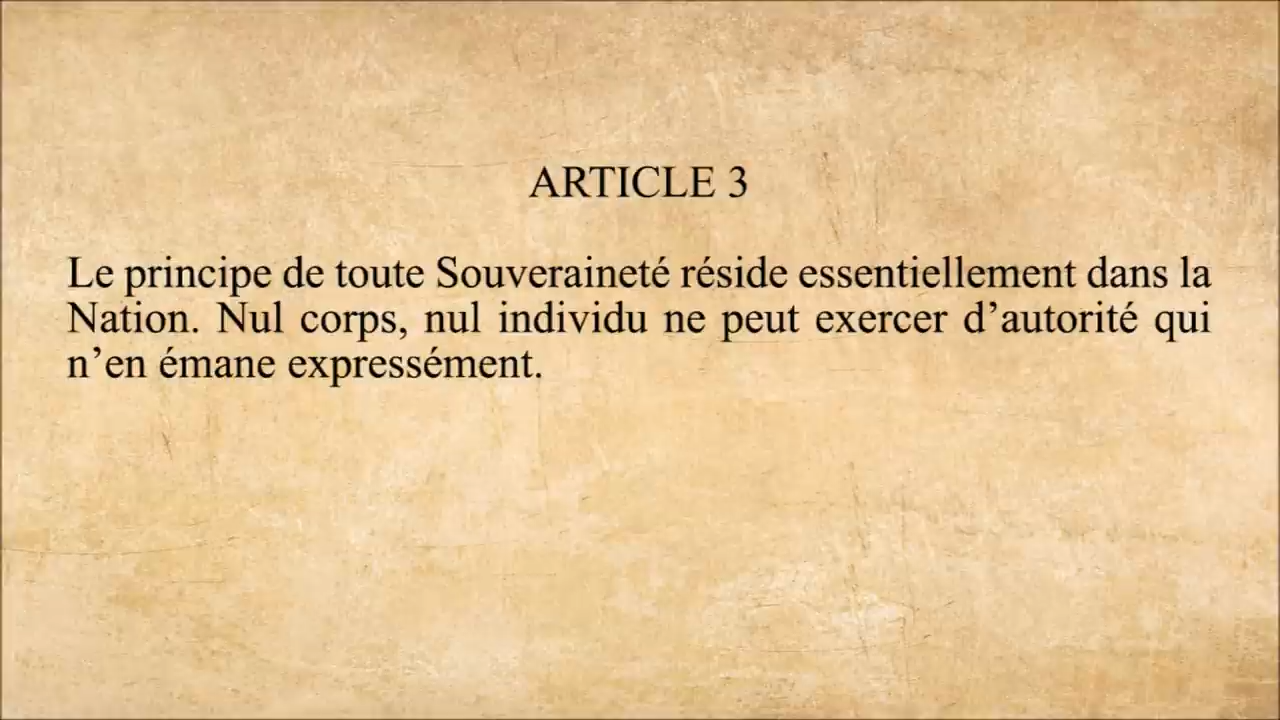 ARTICLE 3
Le principe de toute Souveraineté réside essentiellement dans la
Nation. Nul corps, nul individu ne peut exercer d’autorité qui
n’en émane expressément.